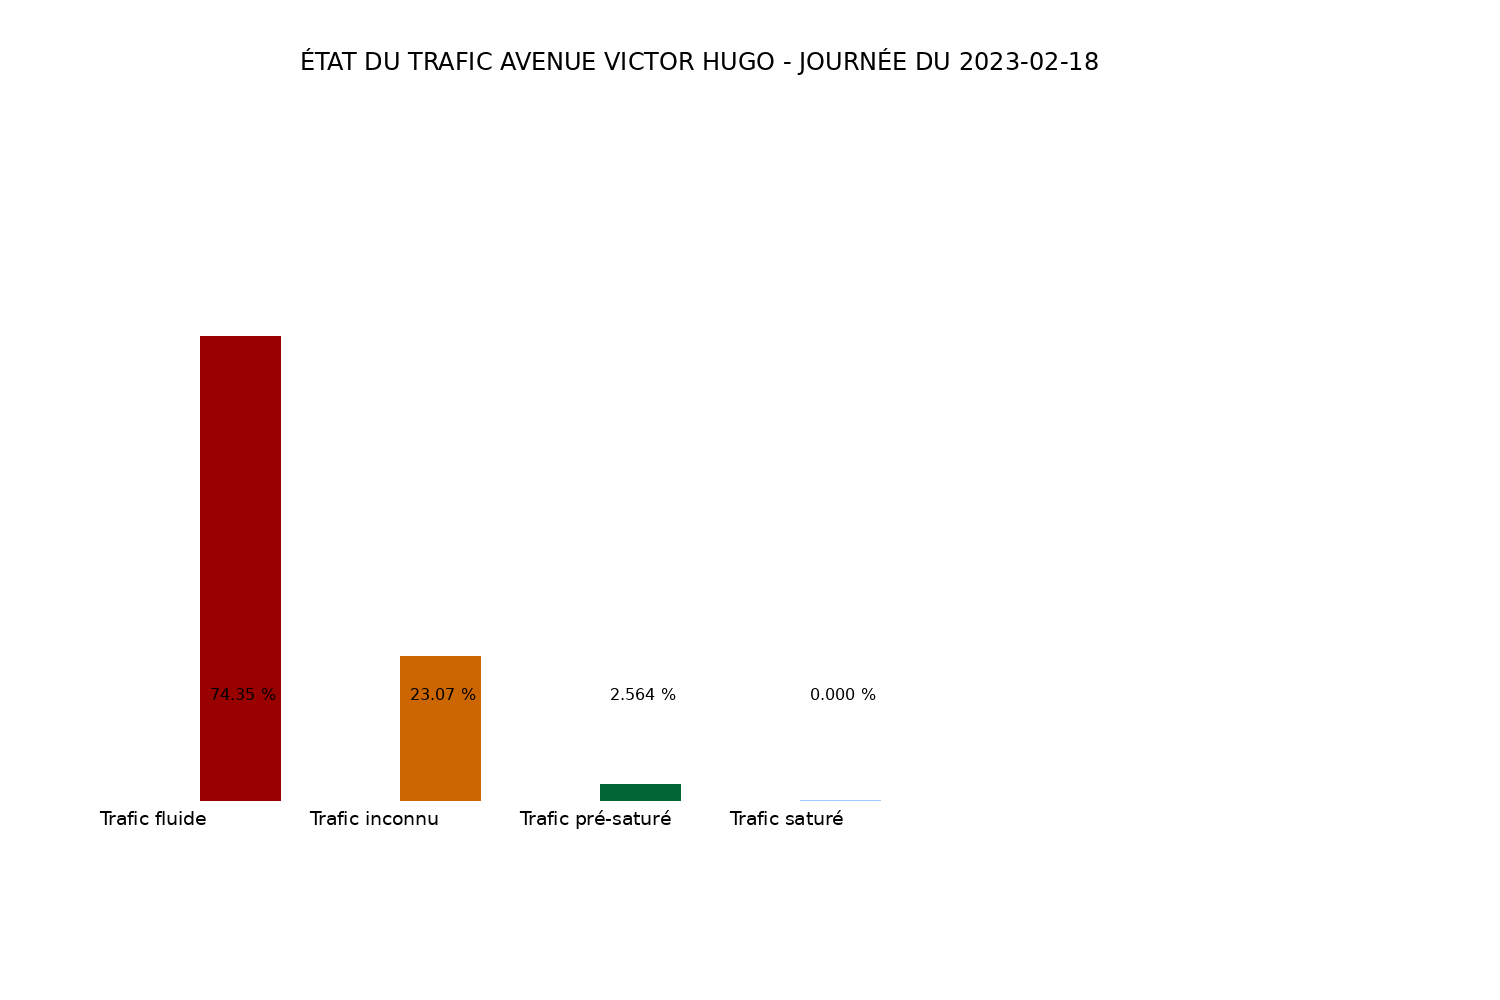 ÉTAT DU TRAFIC AVENUE VICTOR HUGO - JOURNÉE DU 2023-02-18
74.35 % 23.07 % 2.564 % 0.000 %
Trafic fluide Trafic inconnu Trafic pré-saturé Trafic saturé